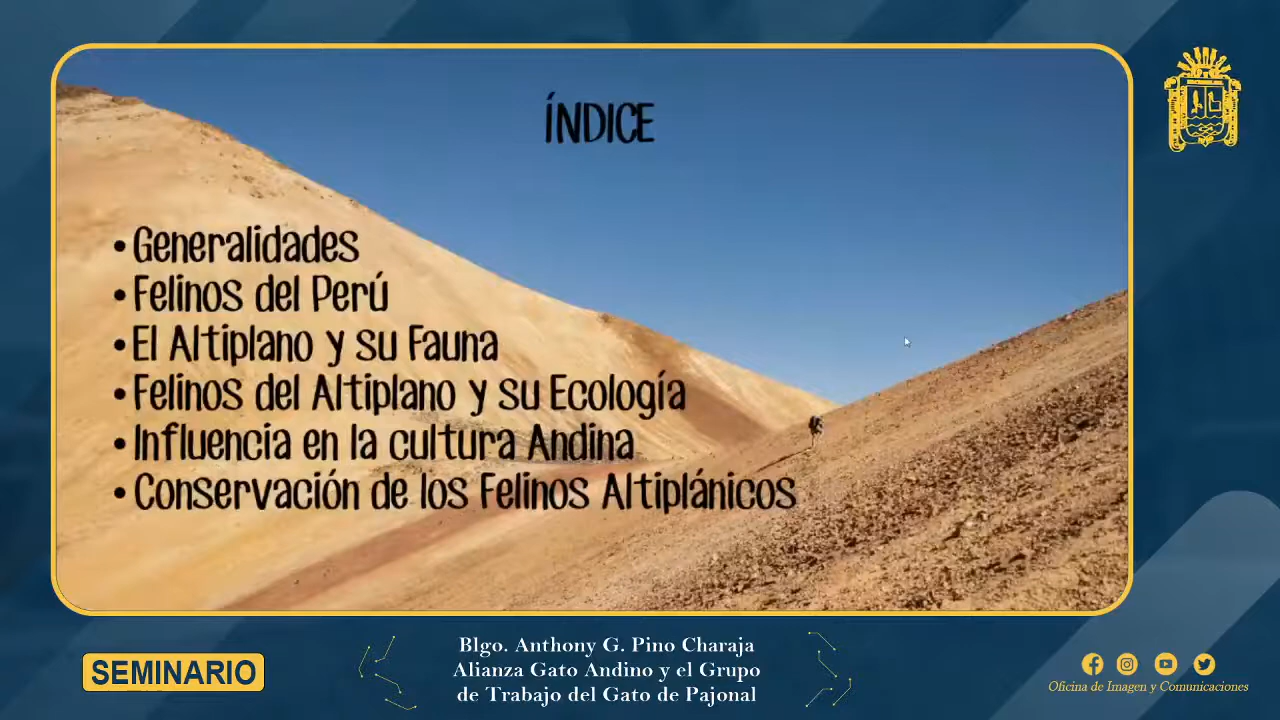 ÍNDICE
• Generalidades
• Felinos del Perú
• El Altiplano y su Fauna
• Felinos del Altiplano y su Ecología
• Influencia en la cultura Andina
• Conservación de los Felinos Altiplánicos
SEMINARIO
Blgo. Anthony G. Pino Charaja
Alianza Gato Andino y el Grupo
de Trabajo del Gato de Pajonal
Oficina de Imagen y Comunicaciones